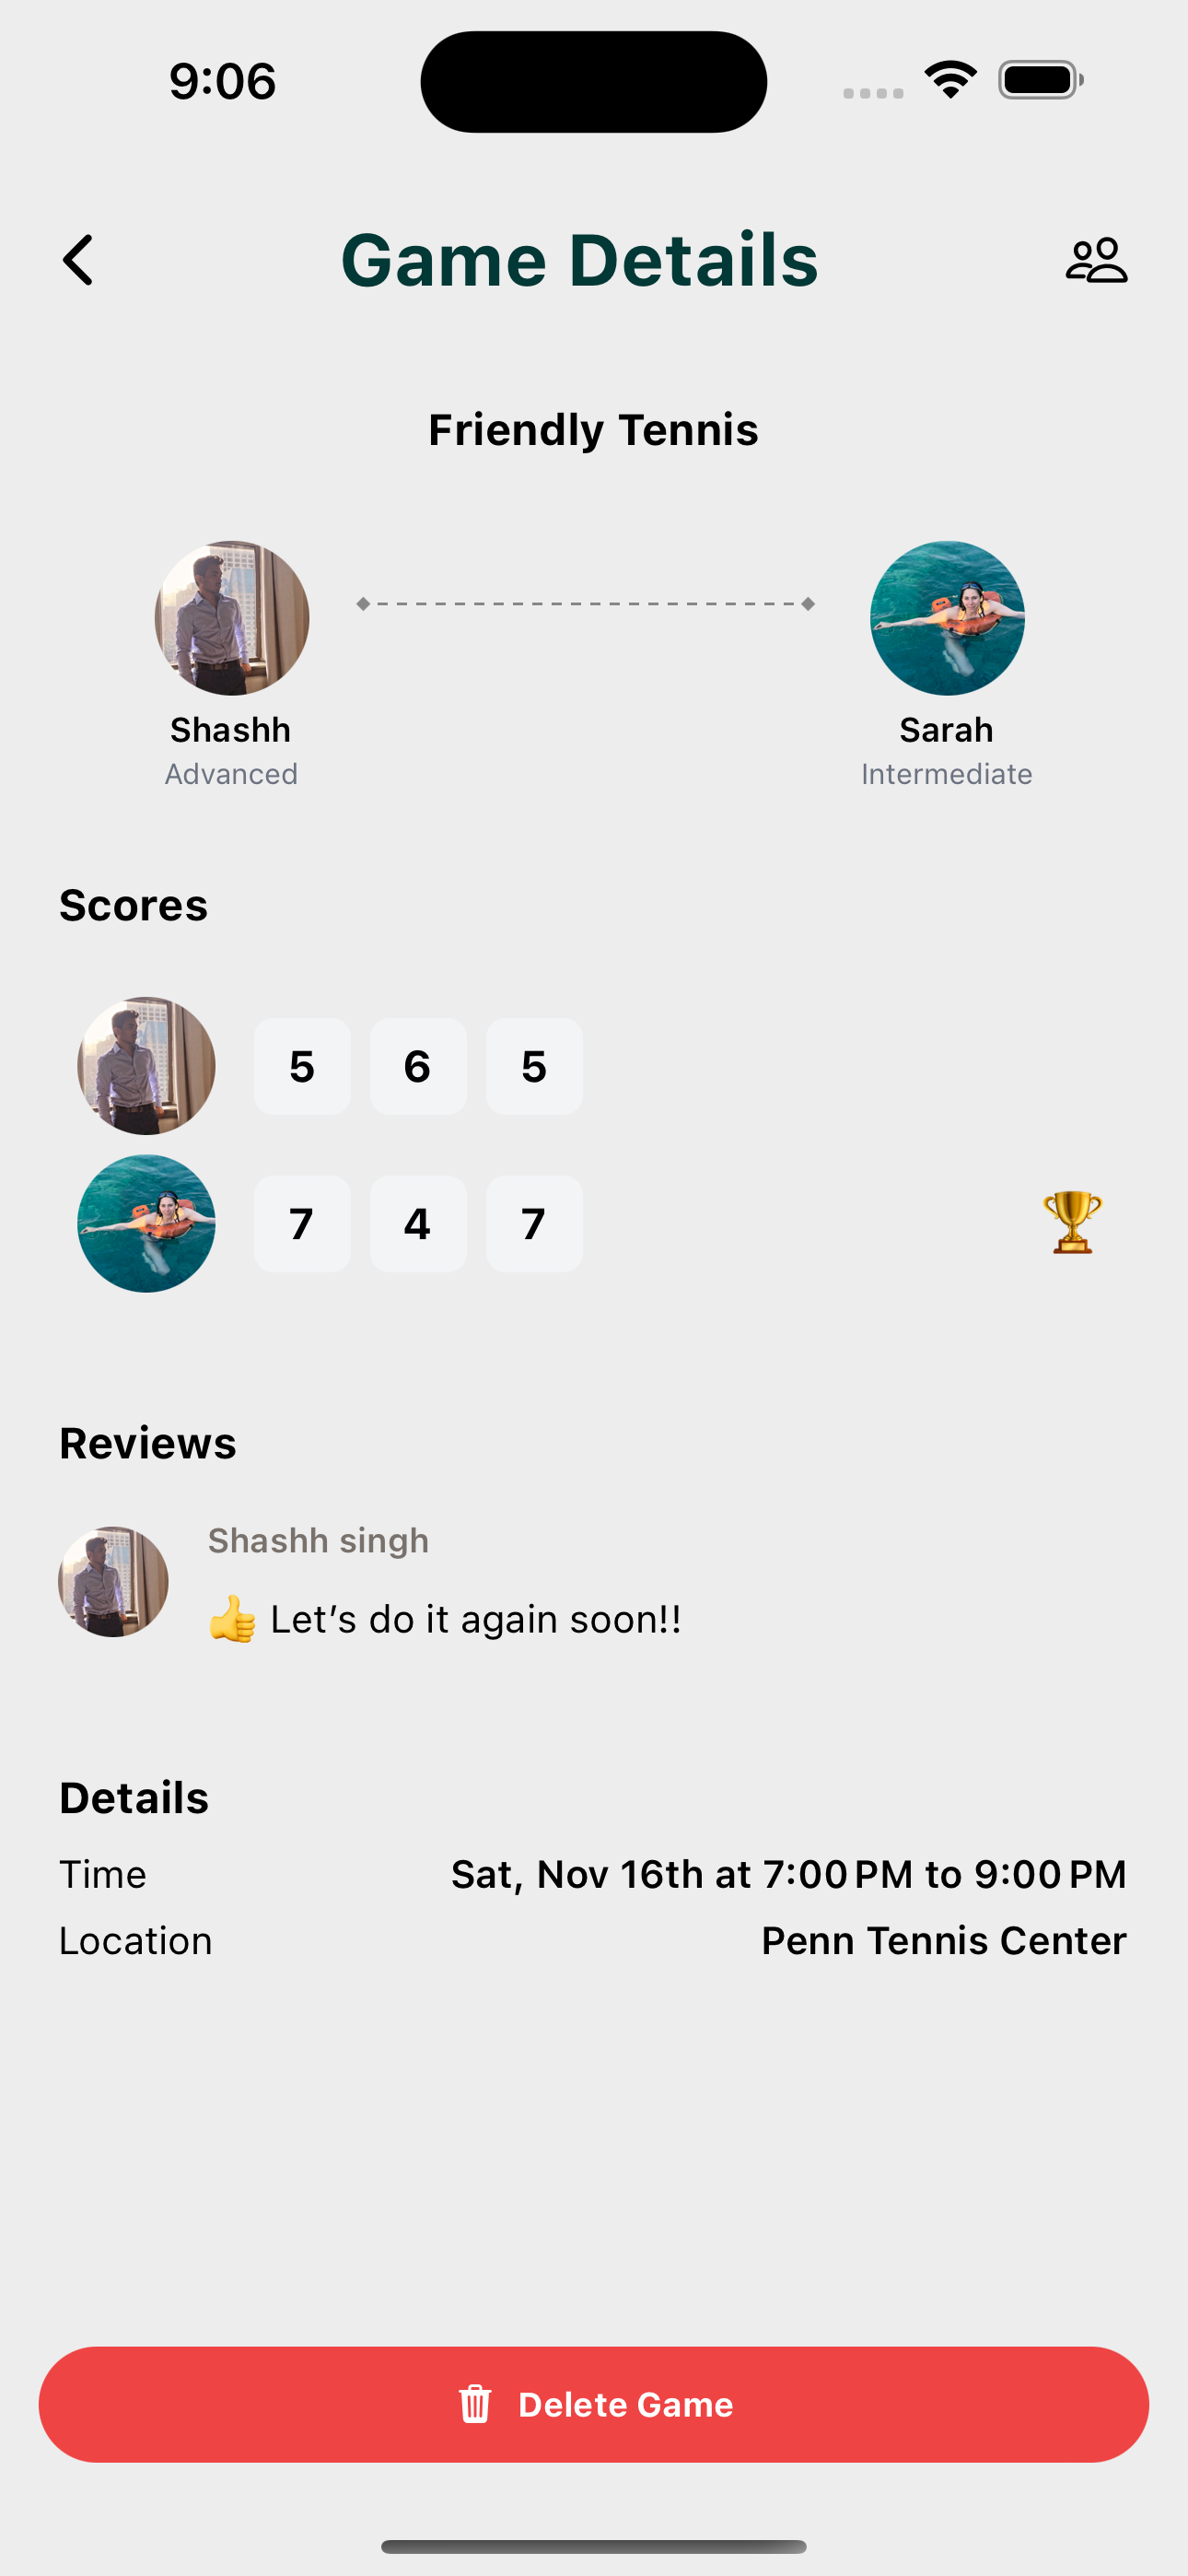 9:06
Game Details
Friendly Tennis
Shashh
Sarah
Advanced
Intermediate
Scores
5 6 5
7 4 7
Reviews
Shashh singh
👍 Let’s do it again soon!!
Details
Time Sat, Nov 16th at 7:00 PM to 9:00 PM
Location Penn Tennis Center
Delete Game